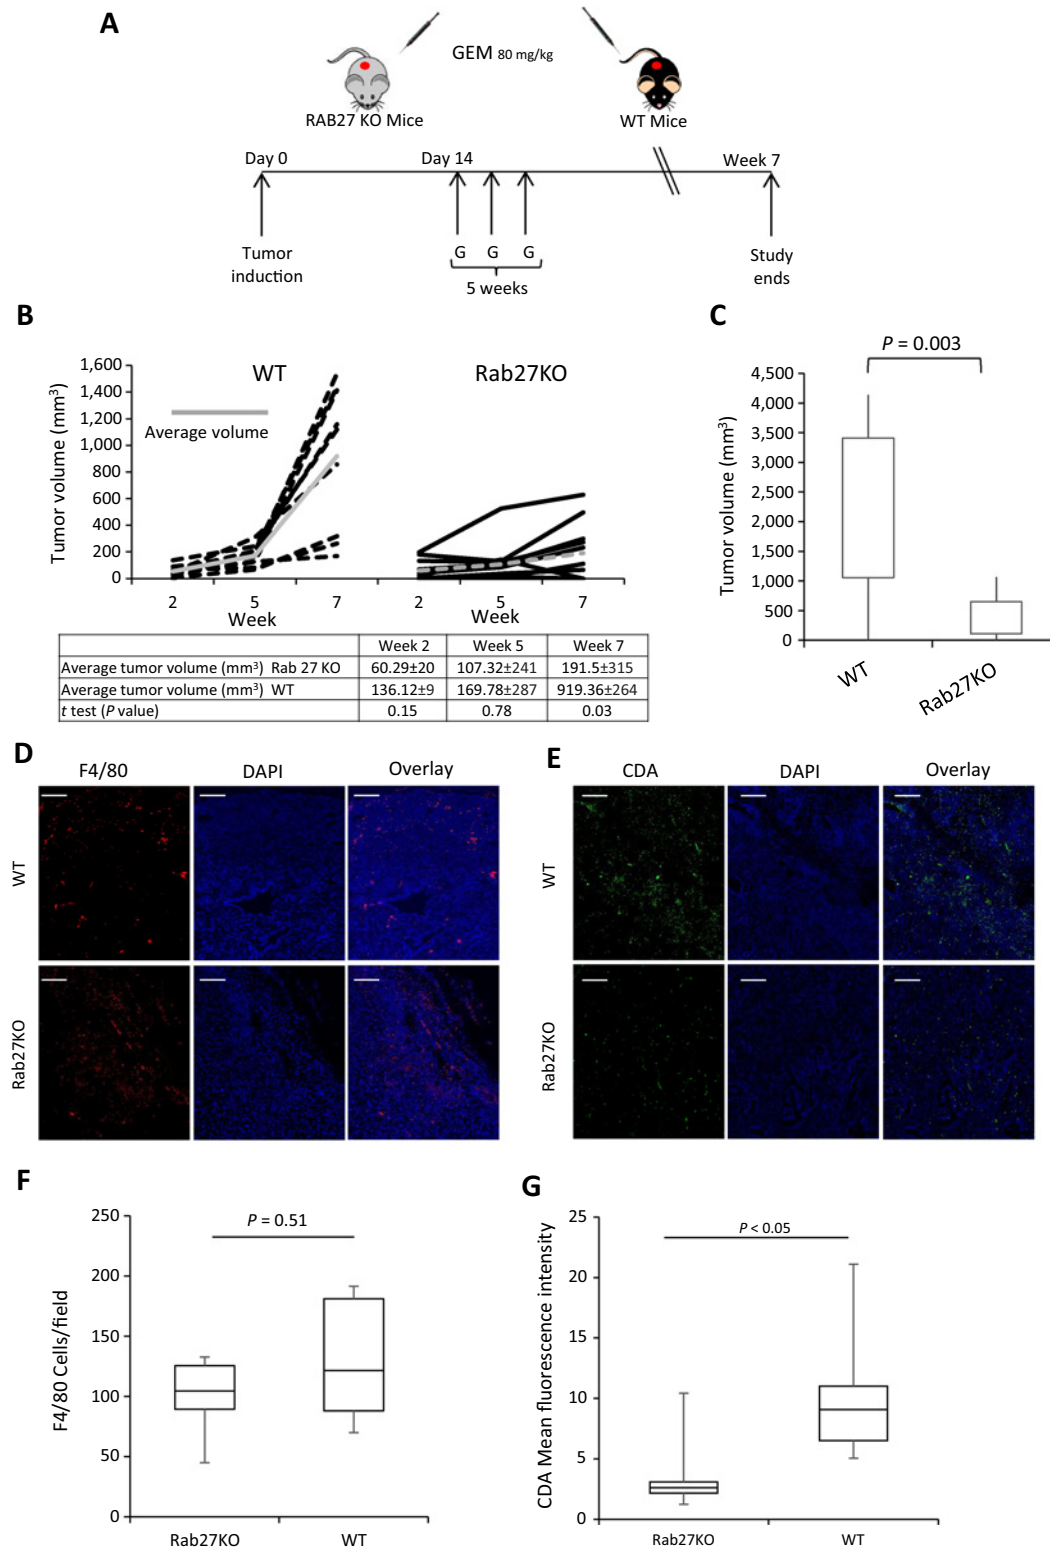 A
GEM 80 mg/kg
RAB27 KO Mice
WT Mice
Day 0
Day 14
Week 7
G G G
Tumor
induction
5 weeks
Study
ends
B
Tumor volume (mm³)
1,600
1,400
1,200
1,000
800
600
400
200
0
WT
Rab27KO
Average volume
2 5 7 2 5 7
Week Week
Week 2 Week 5 Week 7
Average tumor volume (mm³) Rab 27 KO 60.29±20 107.32±241 191.5±315
Average tumor volume (mm³) WT 136.12±9 169.78±287 919.36±264
t test (P value) 0.15 0.78 0.03
C
P = 0.003
Tumor volume (mm³)
4,500
4,000
3,500
3,000
2,500
2,000
1,500
1,000
500
0
WT
Rab27KO
D
F4/80 DAPI Overlay
WT
Rab27KO
E
CDA DAPI Overlay
WT
Rab27KO
F
P = 0.51
F4/80 Cells/field
250
200
150
100
50
0
Rab27KO WT
G
P < 0.05
CDA Mean fluorescence intensity
25
20
15
10
5
0
Rab27KO WT